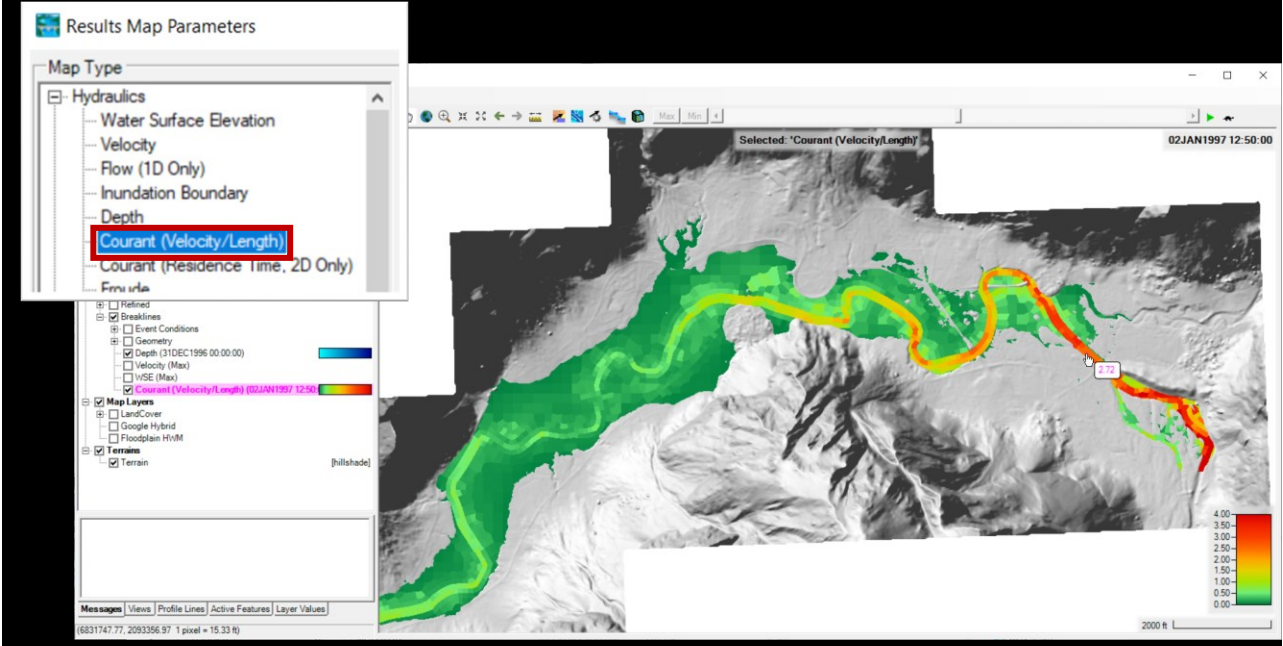 Results Map Parameters
Map Type
Hydraulics
Water Surface Elevation
Velocity
Flow (1D Only)
Inundation Boundary
Depth
Courant (Velocity/Length)
Courant (Residence Time, 2D Only)
Froude
Max Min
Selected: 'Courant (Velocity/Length)'
02JAN1997 12:50:00
Refined
Breaklines
Event Conditions
Geometry
Depth (31DEC1996 00:00:00)
Velocity (Max)
WSE (Max)
Courant (Velocity/Length) (02JAN1997 12:50:
Map Layers
LandCover
Google Hybrid
Floodplain HWM
Terrains
Terrain [hillshade]
2.72
4.00
3.00
2.50
2.00
1.50
1.00
0.50
0.00
2000 ft
Messages Views Profile Lines Active Features Layer Values
(6831747.77, 2093356.97 1 pixel = 15.33 ft)